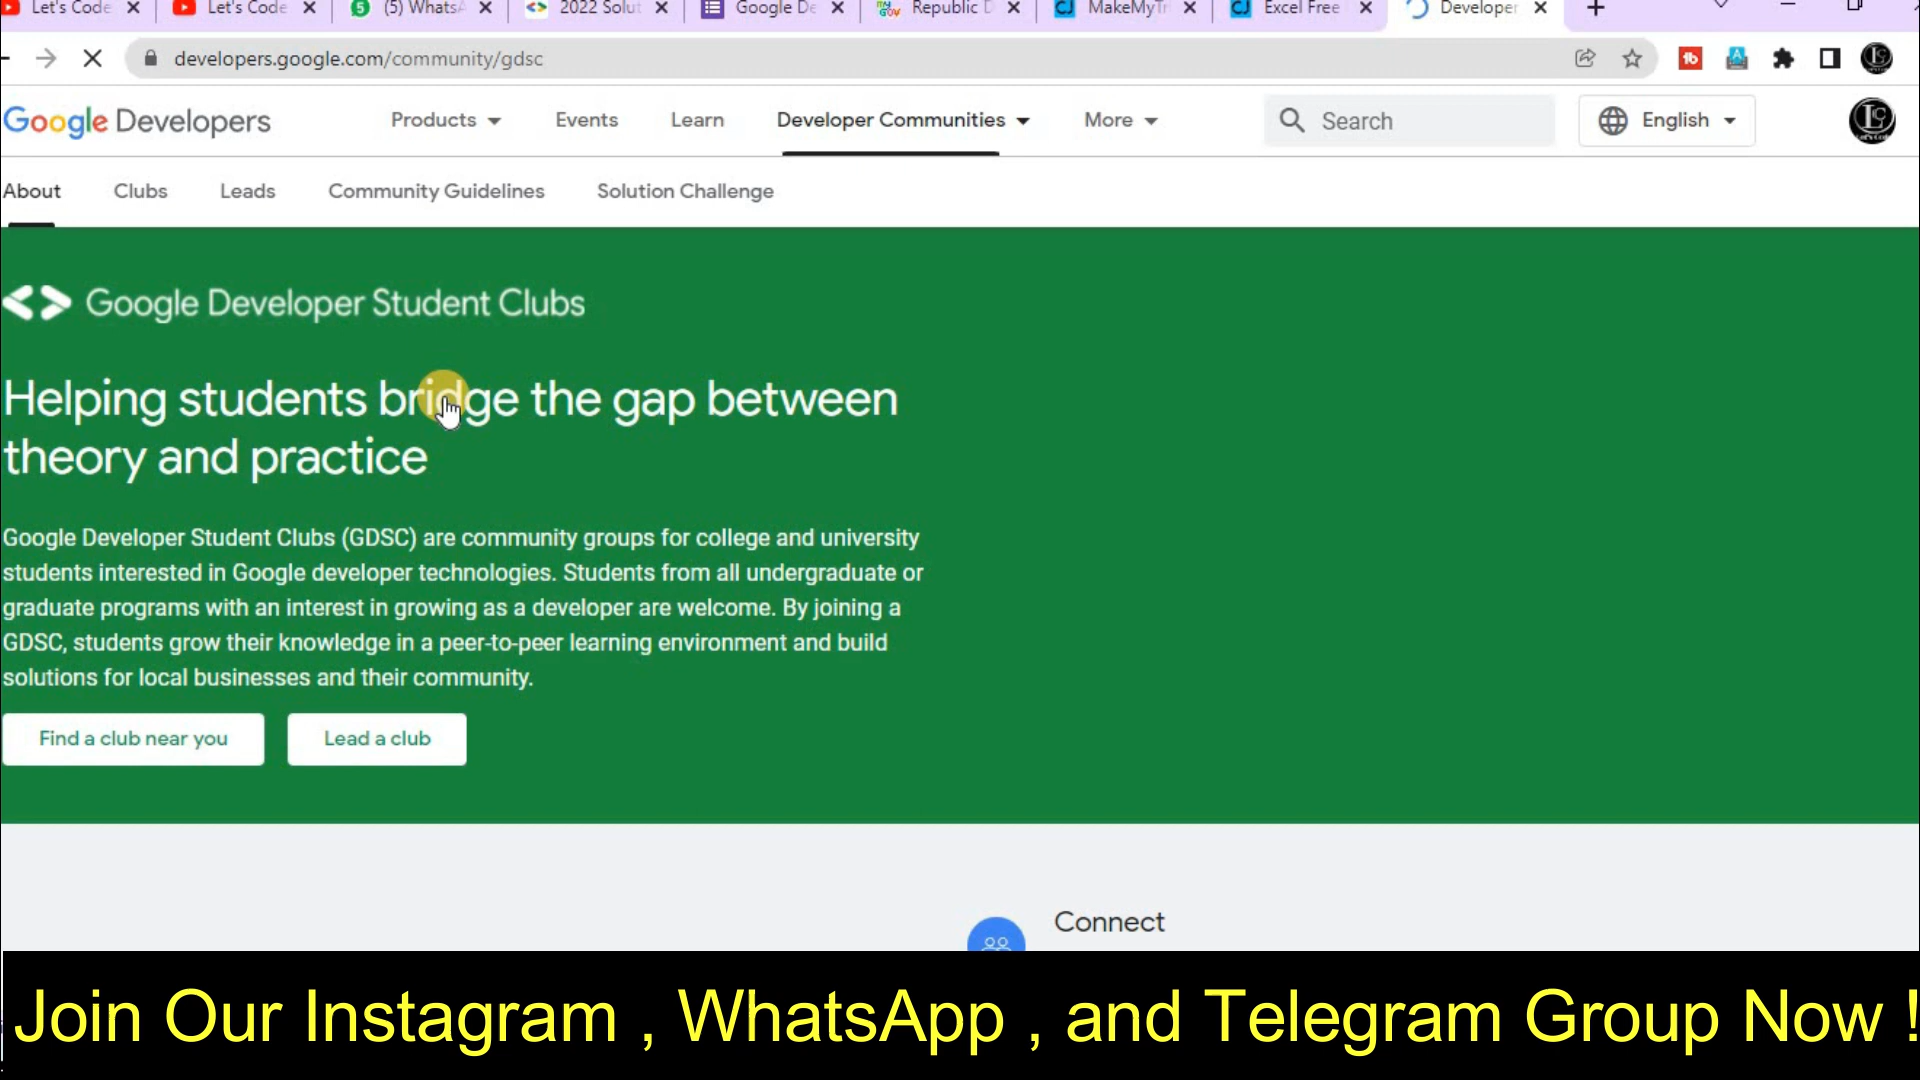 Let's Code
Let's Code
(5) WhatsA
2022 Solut
Google De
Republic D
MakeMyTri
Excel Free
Developer
developers.google.com/community/gdsc
Google Developers
Products
Events
Learn
Developer Communities
More
Search
English
About
Clubs
Leads
Community Guidelines
Solution Challenge
Google Developer Student Clubs
Helping students bridge the gap between
theory and practice
Google Developer Student Clubs (GDSC) are community groups for college and university
students interested in Google developer technologies. Students from all undergraduate or
graduate programs with an interest in growing as a developer are welcome. By joining a
GDSC, students grow their knowledge in a peer-to-peer learning environment and build
solutions for local businesses and their community.
Find a club near you
Lead a club
Connect
Join Our Instagram , WhatsApp , and Telegram Group Now !